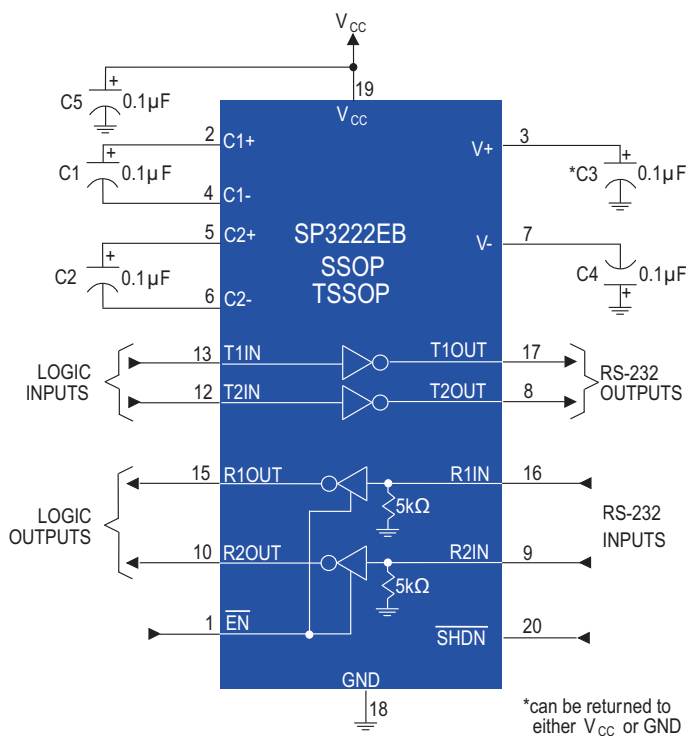 VCC
19
VCC
C5
+
0.1µF
2
C1+
+
C1
0.1µF
4
C1-
5
C2+
+
C2
0.1µF
6
C2-
V+
3
+
*C3
0.1µF
V-
7
C4
0.1µF
+
SP3222EB
SSOP
TSSOP
LOGIC
INPUTS
13
T1IN
T1OUT
17
12
T2IN
T2OUT
8
RS-232
OUTPUTS
LOGIC
OUTPUTS
15
R1OUT
R1IN
16
5kΩ
10
R2OUT
R2IN
9
5kΩ
RS-232
INPUTS
1
EN
SHDN
20
GND
18
*can be returned to
either VCC or GND